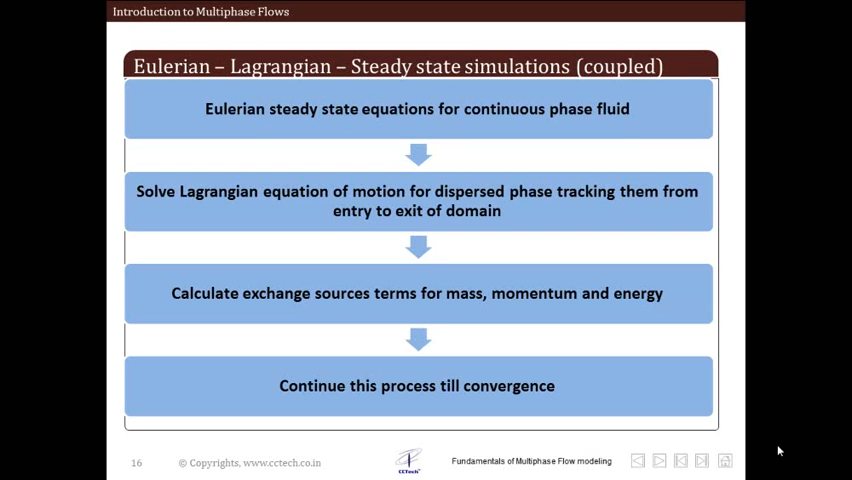 Introduction to Multiphase Flows
Eulerian – Lagrangian – Steady state simulations (coupled)
Eulerian steady state equations for continuous phase fluid
Solve Lagrangian equation of motion for dispersed phase tracking them from
entry to exit of domain
Calculate exchange sources terms for mass, momentum and energy
Continue this process till convergence
16
© Copyrights, www.cctech.co.in
CCTech
Fundamentals of Multiphase Flow modeling